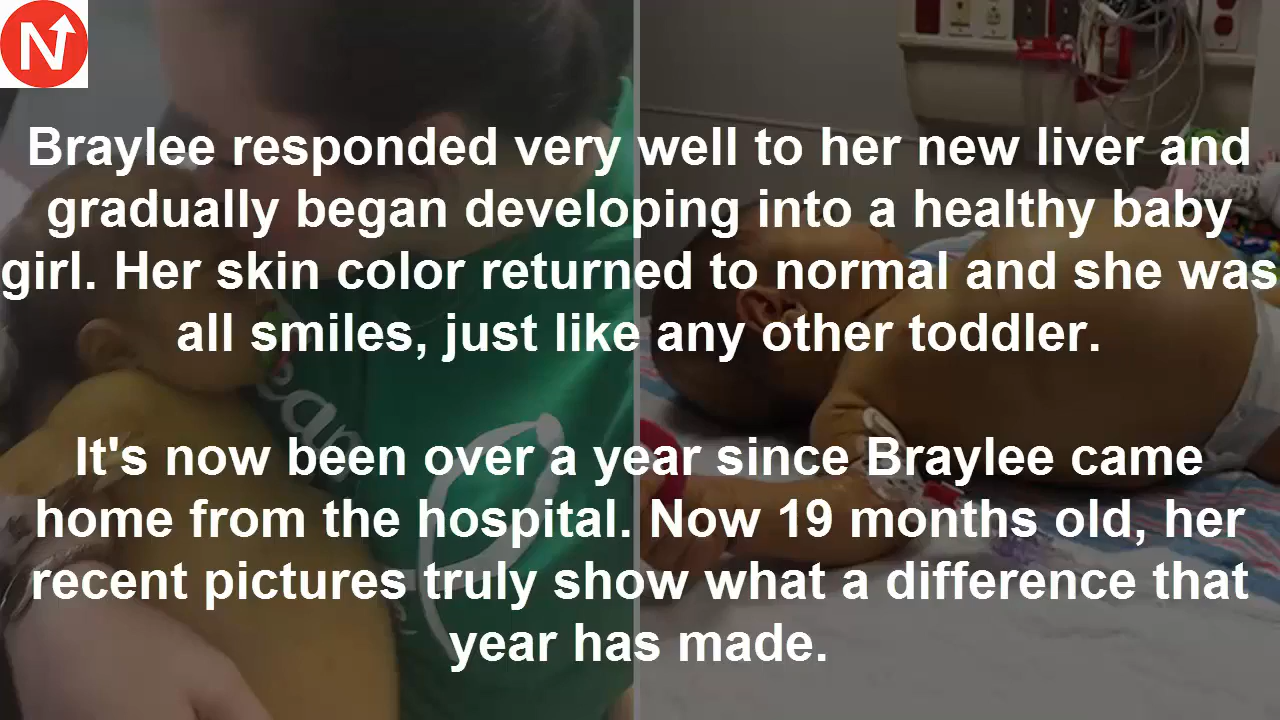 N
Braylee responded very well to her new liver and
gradually began developing into a healthy baby
girl. Her skin color returned to normal and she was
all smiles, just like any other toddler.
It's now been over a year since Braylee came
home from the hospital. Now 19 months old, her
recent pictures truly show what a difference that
year has made.